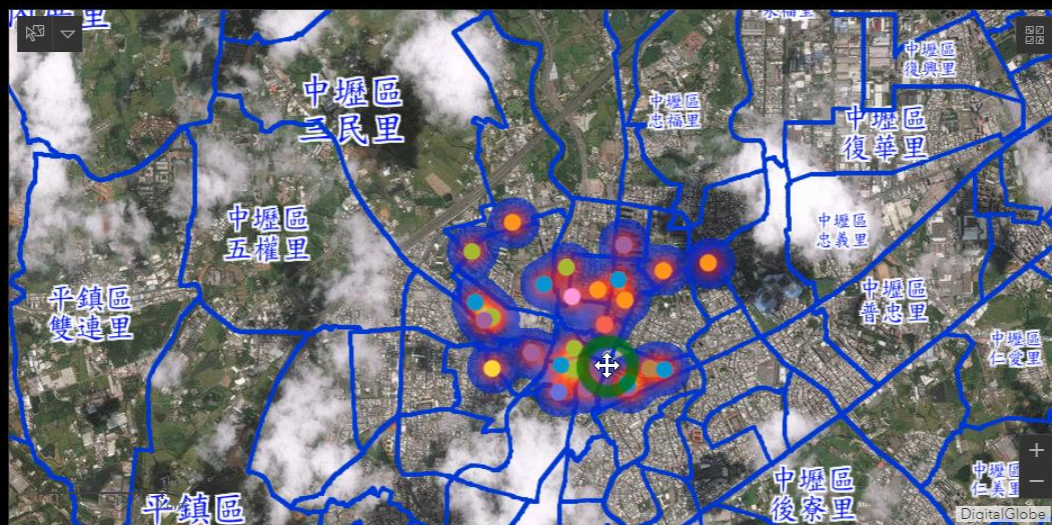 永福里
中壢區
復興里
中壢區
三民里
中壢區
忠福里
中壢區
復華里
中壢區
五權里
中壢區
忠義里
平鎮區
雙連里
中壢區
普忠里
中壢區
仁愛里
中壢區
後寮里
中壢區
仁美里
平鎮區
DigitalGlobe